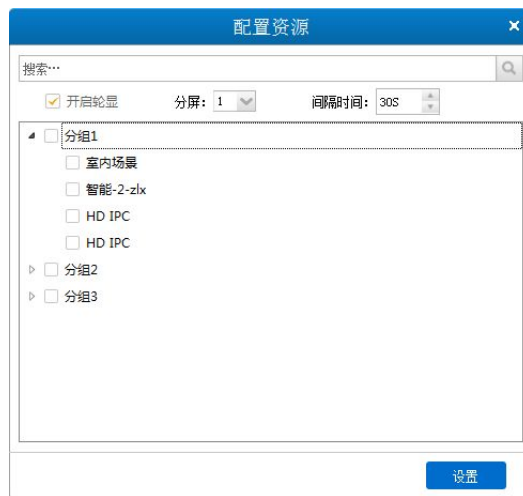 配置资源
搜索…
开启轮显 分屏: 1 间隔时间: 30S
分组1
室内场景
智能-2-zlx
HD IPC
HD IPC
分组2
分组3
设置